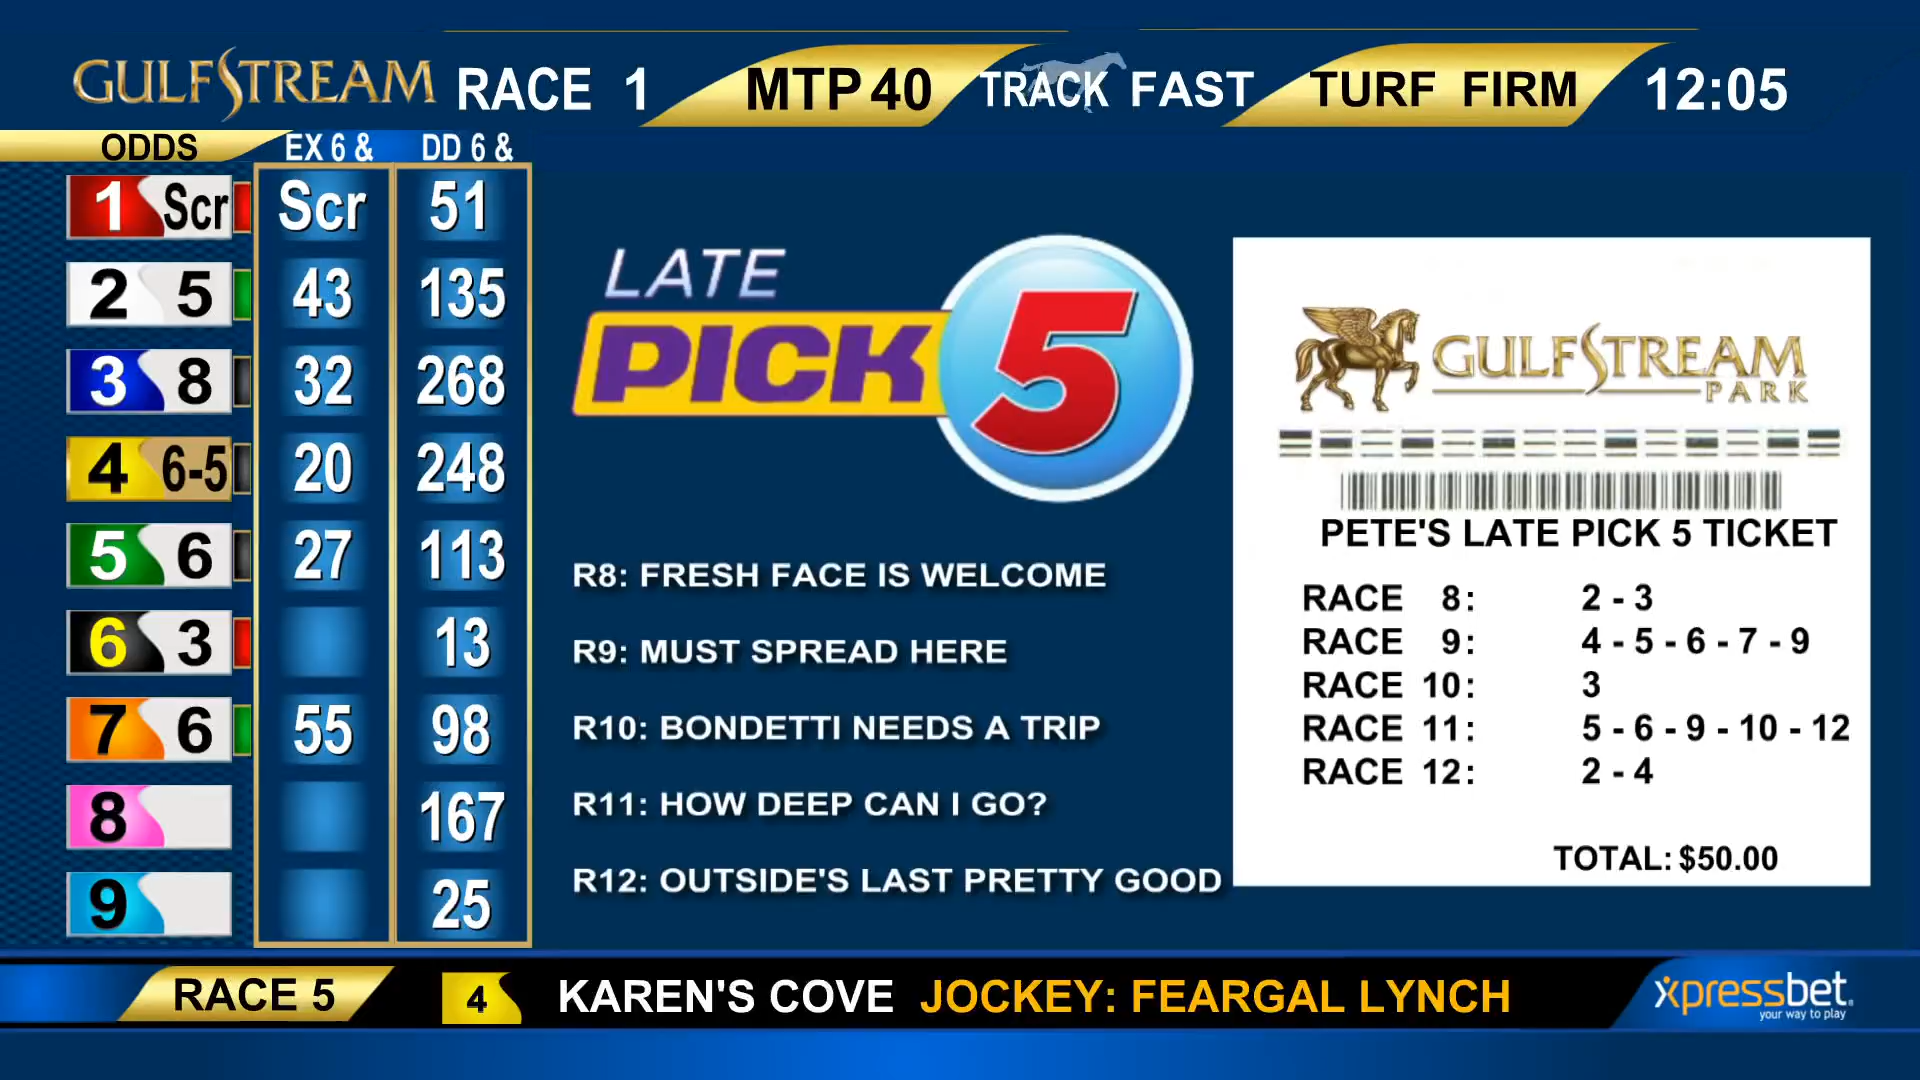 GULFSTREAM RACE 1 MTP 40 TRACK FAST TURF FIRM 12:05
ODDS EX 6 & DD 6 &
1 Scr Scr 51
2 5 43 135
3 8 32 268
4 6-5 20 248
5 6 27 113
6 3 13
7 6 55 98
8 167
9 25
LATE
PICK 5
R8: FRESH FACE IS WELCOME
R9: MUST SPREAD HERE
R10: BONDETTI NEEDS A TRIP
R11: HOW DEEP CAN I GO?
R12: OUTSIDE'S LAST PRETTY GOOD
GULFSTREAM
PARK
PETE'S LATE PICK 5 TICKET
RACE 8: 2 - 3
RACE 9: 4 - 5 - 6 - 7 - 9
RACE 10: 3
RACE 11: 5 - 6 - 9 - 10 - 12
RACE 12: 2 - 4
TOTAL: $50.00
RACE 5 4 KAREN'S COVE JOCKEY: FEARGAL LYNCH
xpressbet.
your way to play